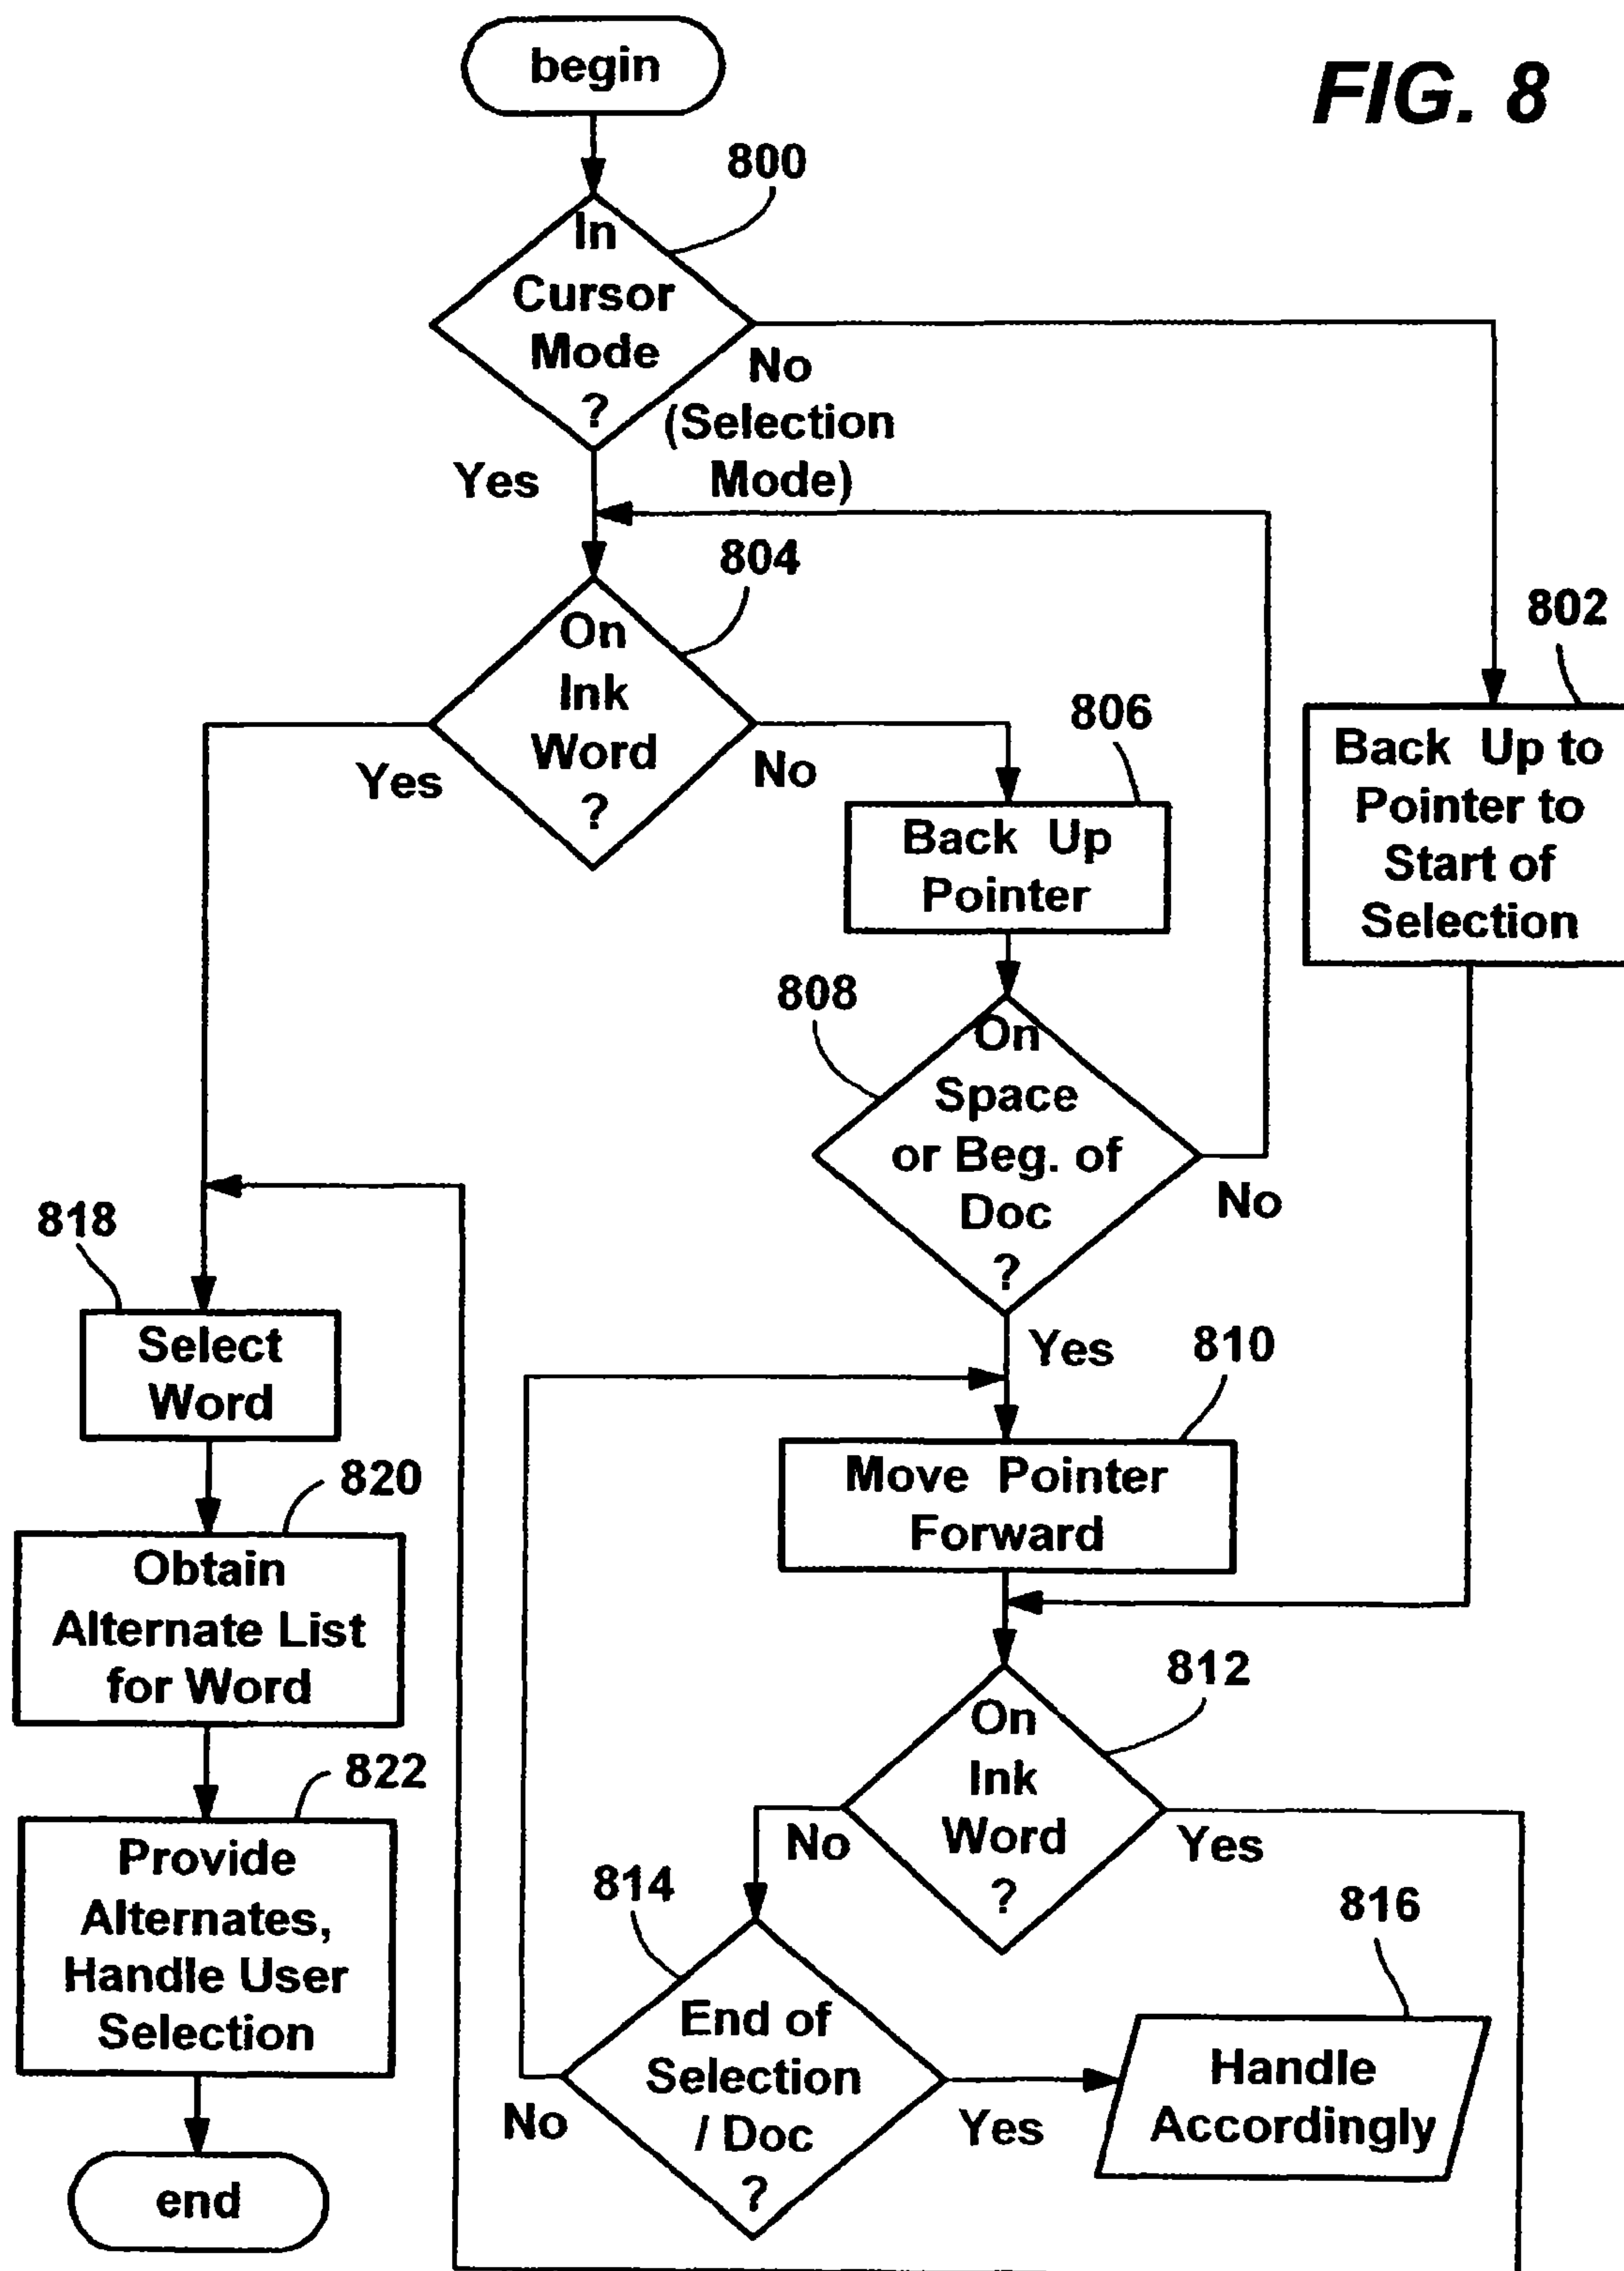 begin
FIG. 8
800
In
Cursor
Mode
?
No
(Selection
Mode)
Yes
804
On
Ink
Word
?
Yes
No
802
Back Up to
Pointer to
Start of
Selection
806
Back Up
Pointer
808
On
Space
or Beg. of
Doc
?
No
Yes
818
Select
Word
810
Move Pointer
Forward
820
Obtain
Alternate List
for Word
812
On
Ink
Word
?
No
Yes
822
Provide
Alternates,
Handle User
Selection
814
End of
Selection
/ Doc
?
No
Yes
816
Handle
Accordingly
end